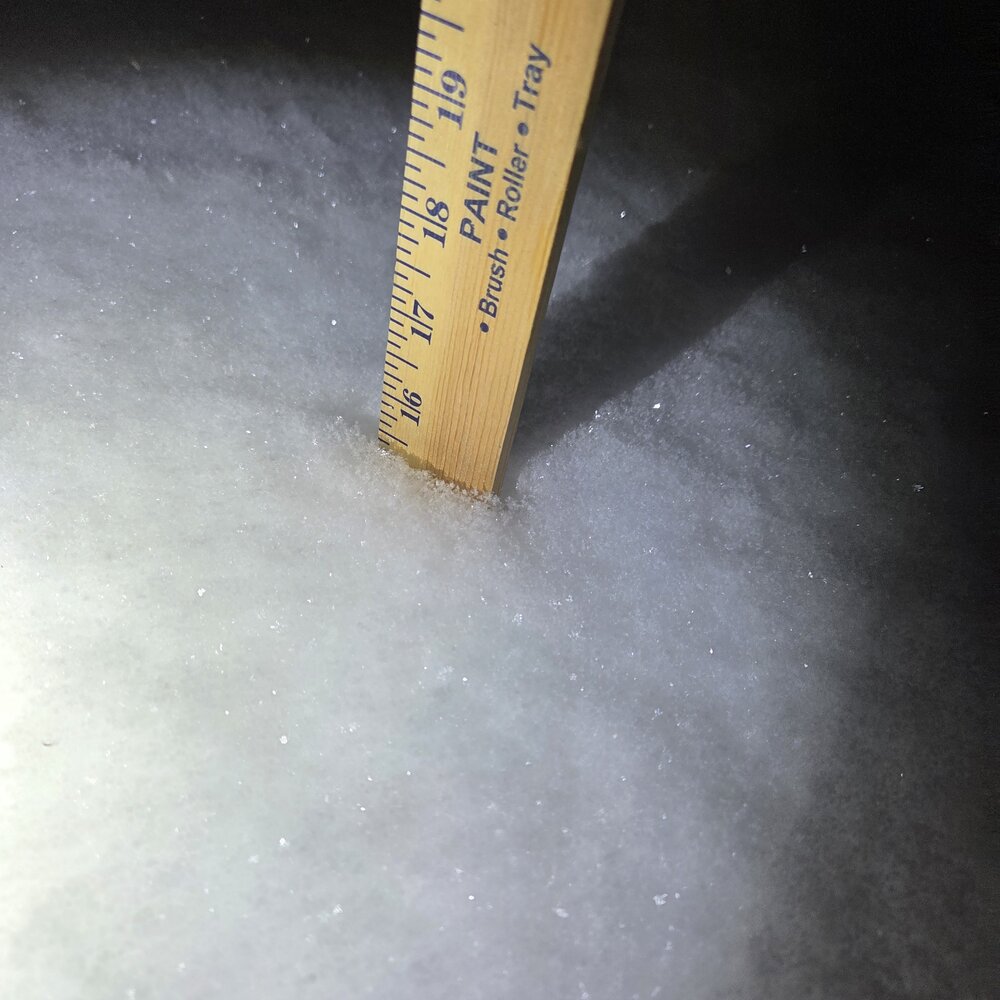 19
18
17
16
PAINT
• Brush • Roller • Tray